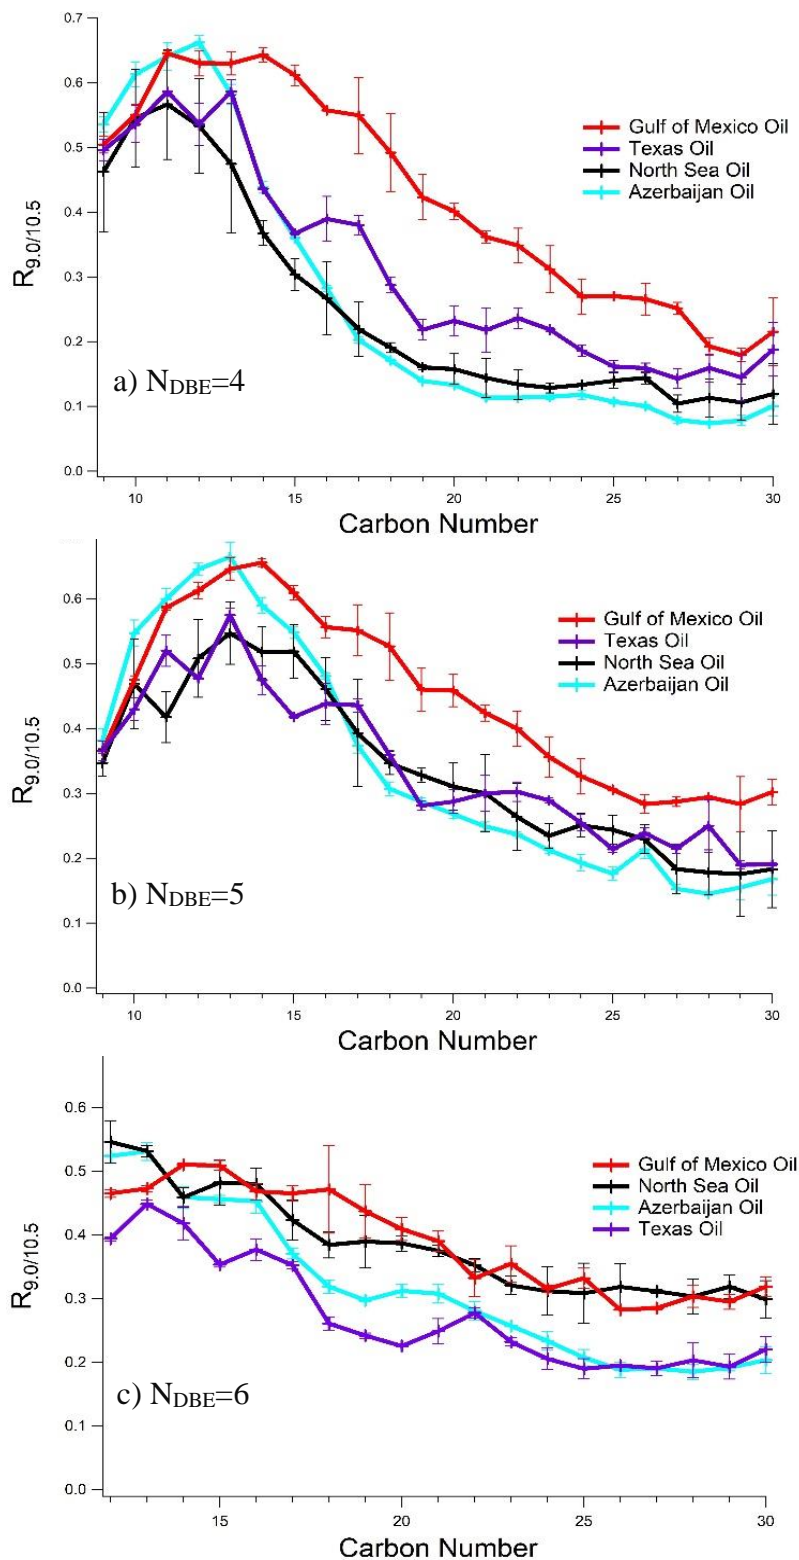 0.7
0.6
0.5
0.4
0.3
0.2
0.1
0.0
R9.0/10.5
Gulf of Mexico Oil
Texas Oil
North Sea Oil
Azerbaijan Oil
a) NDBE=4
10 15 20 25 30
Carbon Number
0.6
0.5
0.4
0.3
0.2
0.1
0.0
R9.0/10.5
Gulf of Mexico Oil
Texas Oil
North Sea Oil
Azerbaijan Oil
b) NDBE=5
10 15 20 25 30
Carbon Number
0.6
0.5
0.4
0.3
0.2
0.1
0.0
R9.0/10.5
Gulf of Mexico Oil
North Sea Oil
Azerbaijan Oil
Texas Oil
c) NDBE=6
15 20 25 30
Carbon Number